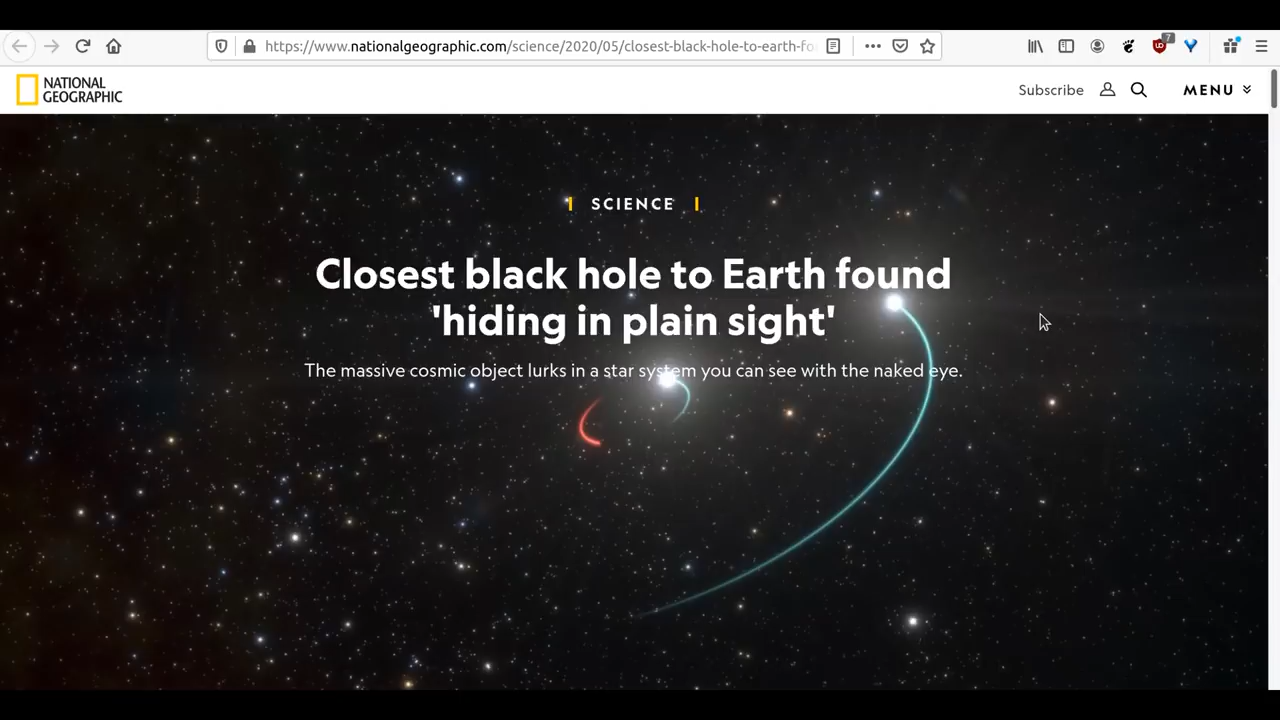 https://www.nationalgeographic.com/science/2020/05/closest-black-hole-to-earth-fo
7
NATIONAL
GEOGRAPHIC
Subscribe
MENU
SCIENCE
Closest black hole to Earth found
'hiding in plain sight'
The massive cosmic object lurks in a star system you can see with the naked eye.